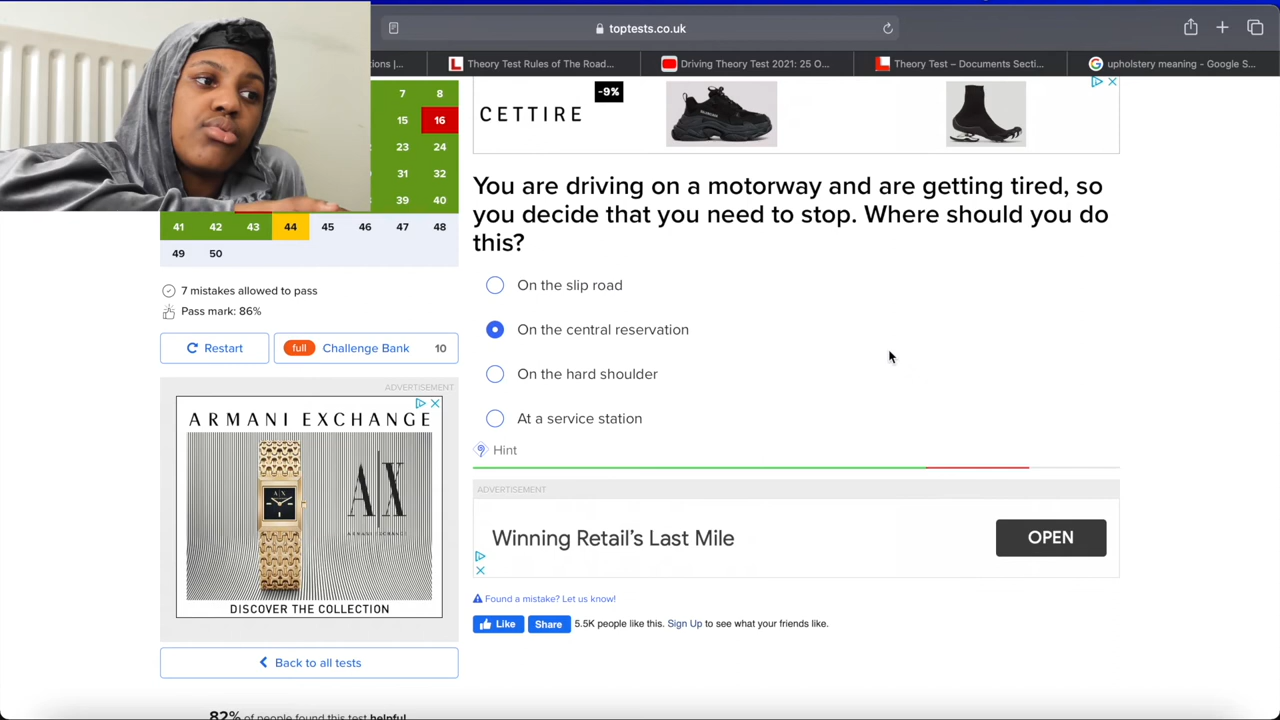 toptests.co.uk
tions |...
Theory Test Rules of The Road...
Driving Theory Test 2021: 25 O...
Theory Test – Documents Secti...
upholstery meaning - Google S...
7 8
15 16
23 24
31 32
39 40
41 42 43 44 45 46 47 48
49 50
7 mistakes allowed to pass
Pass mark: 86%
Restart
full Challenge Bank 10
ADVERTISEMENT
ARMANI EXCHANGE
A|X
ARMANI EXCHANGE
DISCOVER THE COLLECTION
Back to all tests
82% of people found this test helpful
CETTIRE
-9%
You are driving on a motorway and are getting tired, so
you decide that you need to stop. Where should you do
this?
On the slip road
On the central reservation
On the hard shoulder
At a service station
Hint
ADVERTISEMENT
Winning Retail's Last Mile
OPEN
Found a mistake? Let us know!
Like Share 5.5K people like this. Sign Up to see what your friends like.